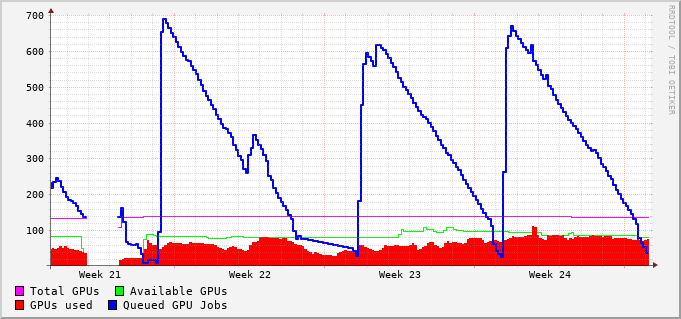 700
600
500
400
300
200
100
Week 21 Week 22 Week 23 Week 24
Total GPUs Available GPUs
GPUs used Queued GPU Jobs
RRDTOOL / TOBI OETIKER